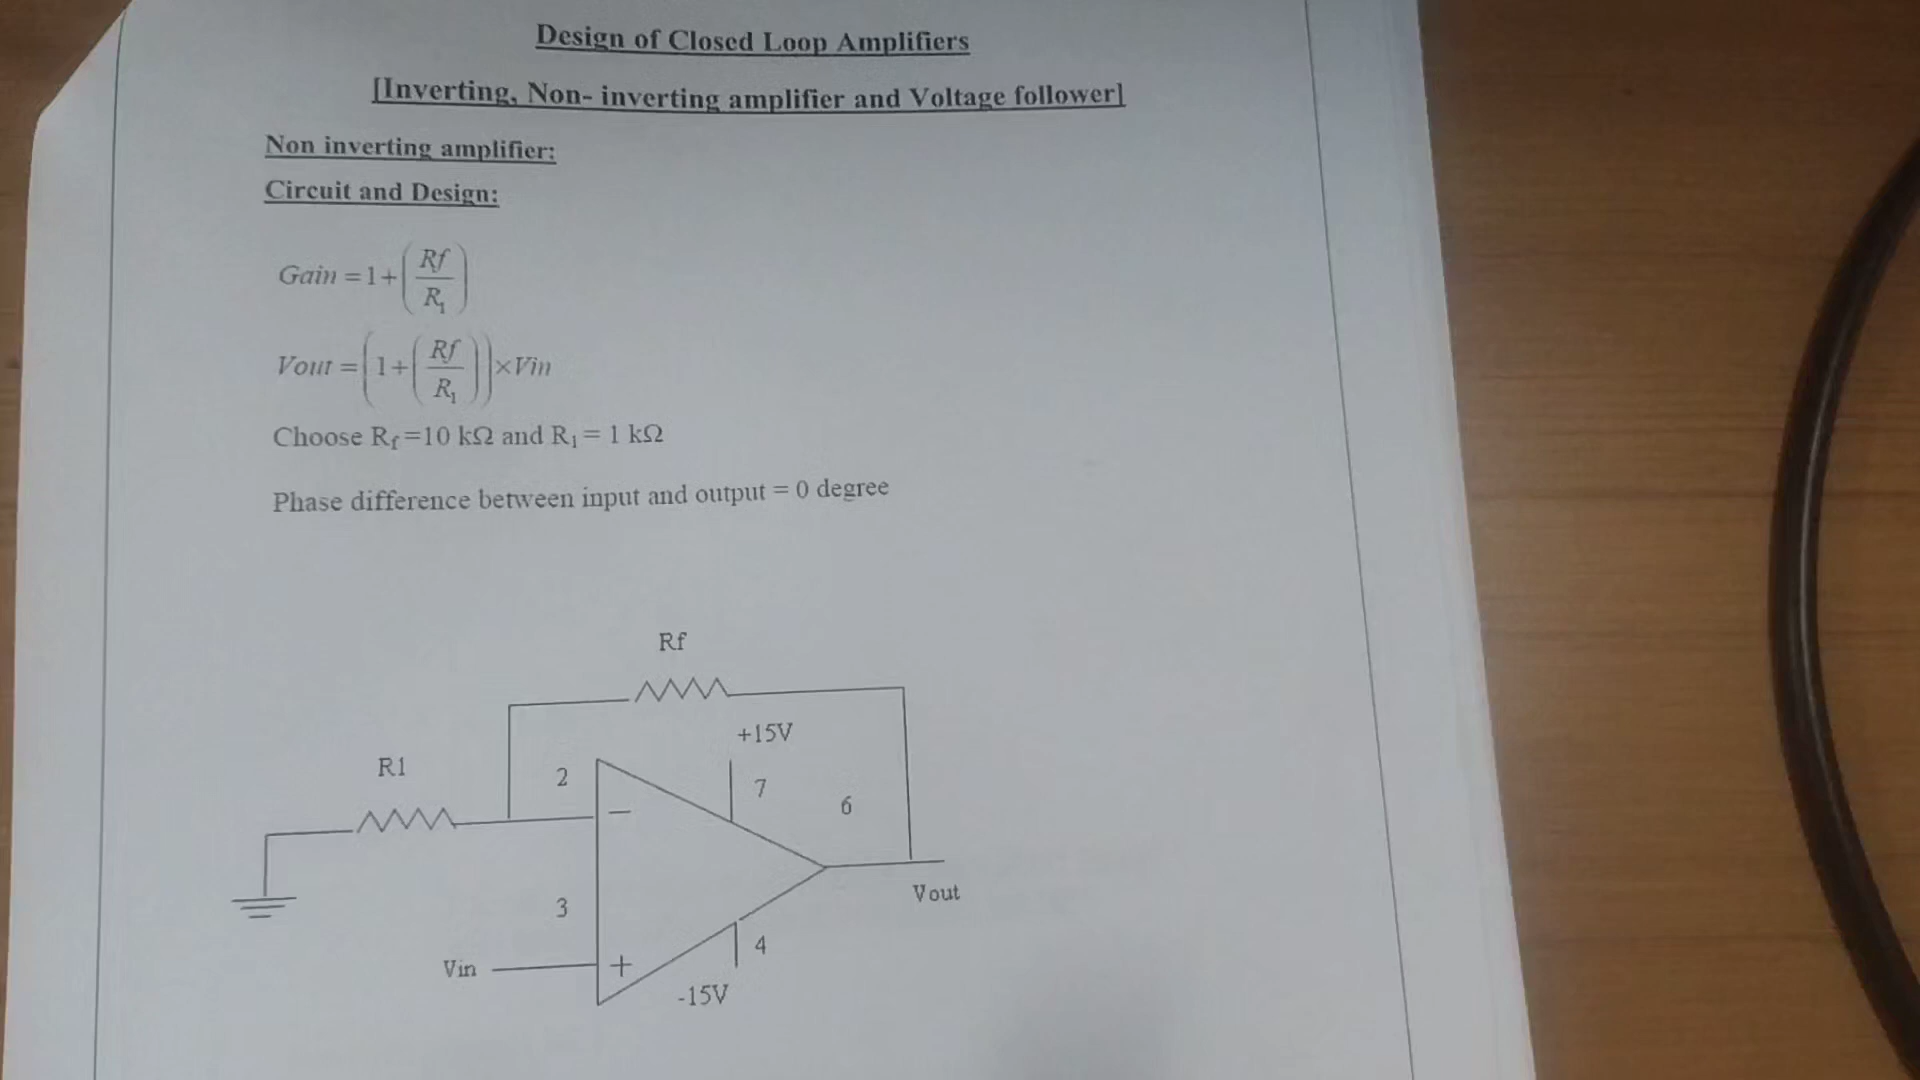 Design of Closed Loop Amplifiers
[Inverting, Non- inverting amplifier and Voltage follower]
Non inverting amplifier:
Circuit and Design:
Gain = 1+(Rf/R₁)
Vout = (1+(Rf/R₁))×Vin
Choose Rf=10 kΩ and R₁= 1 kΩ
Phase difference between input and output = 0 degree
Rf
+15V
R1
2
7
6
−
Vout
3
4
Vin
+
-15V